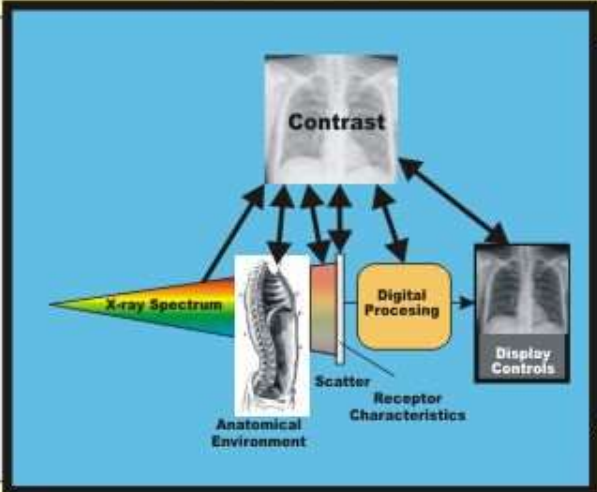 Contrast
X-ray Spectrum
Digital
Procesing
Display
Controls
Scatter
Receptor
Characteristics
Anatomical
Environment